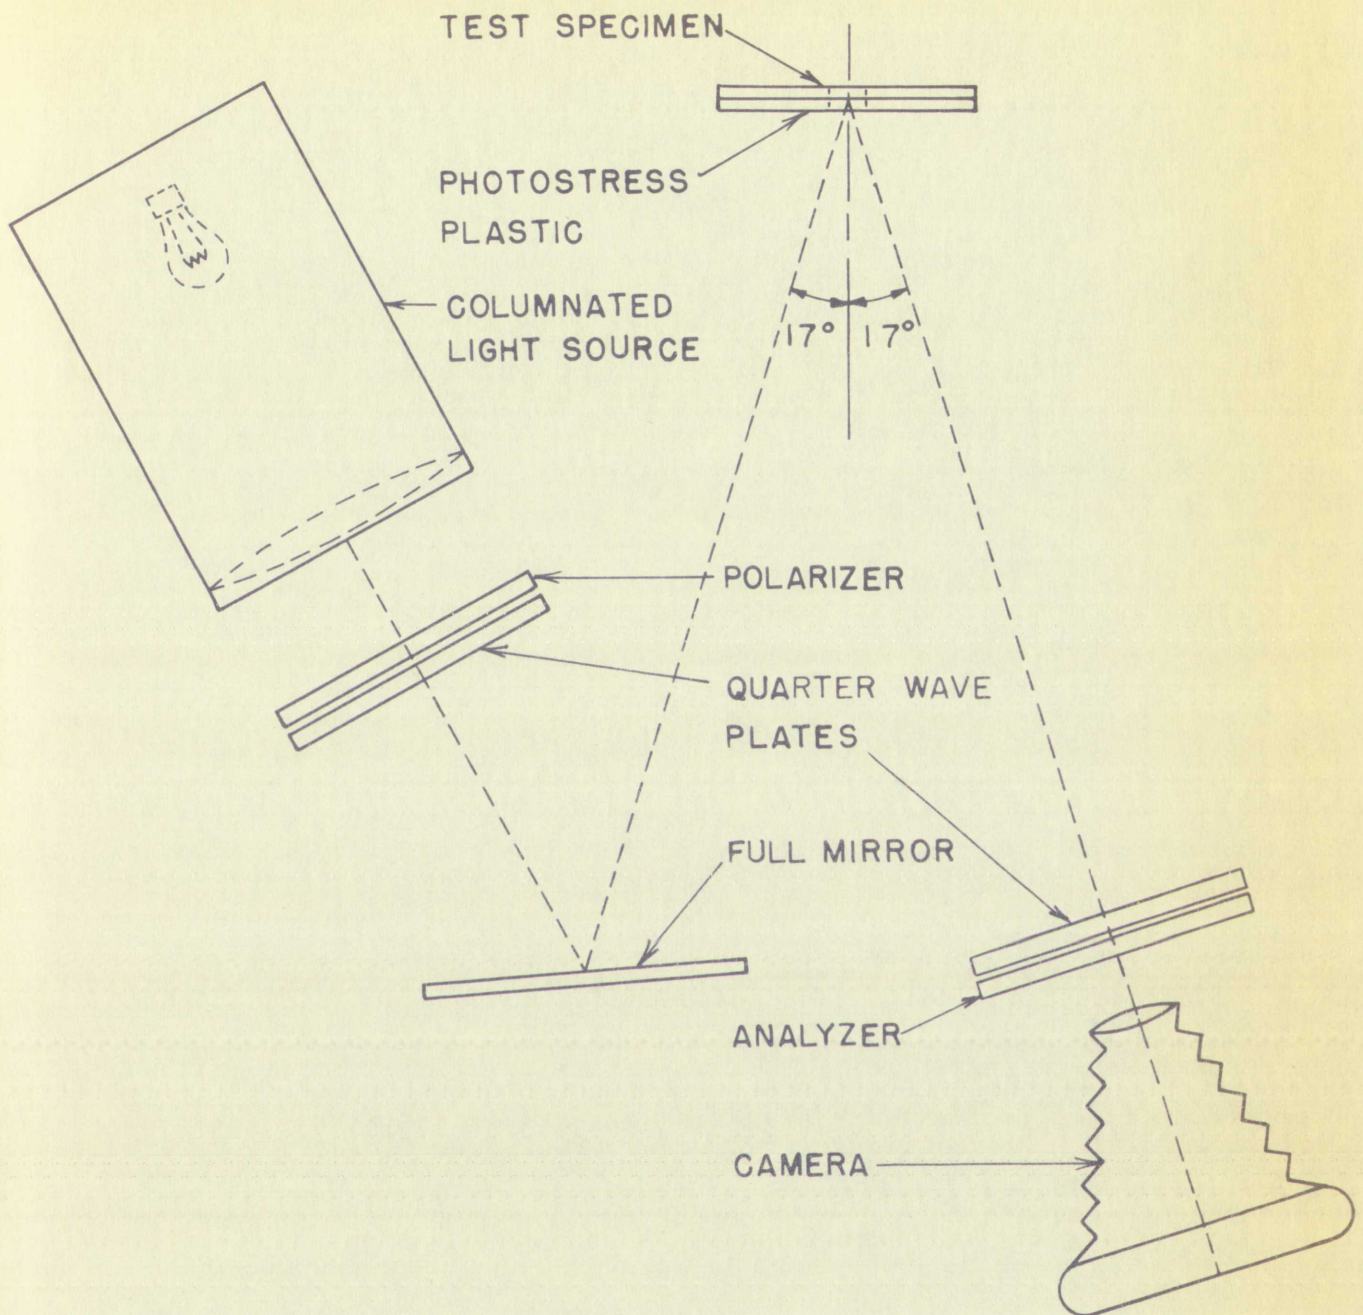 TEST SPECIMEN
PHOTOSTRESS
PLASTIC
COLUMNATED
LIGHT SOURCE
17° 17°
POLARIZER
QUARTER WAVE
PLATES
FULL MIRROR
ANALYZER
CAMERA